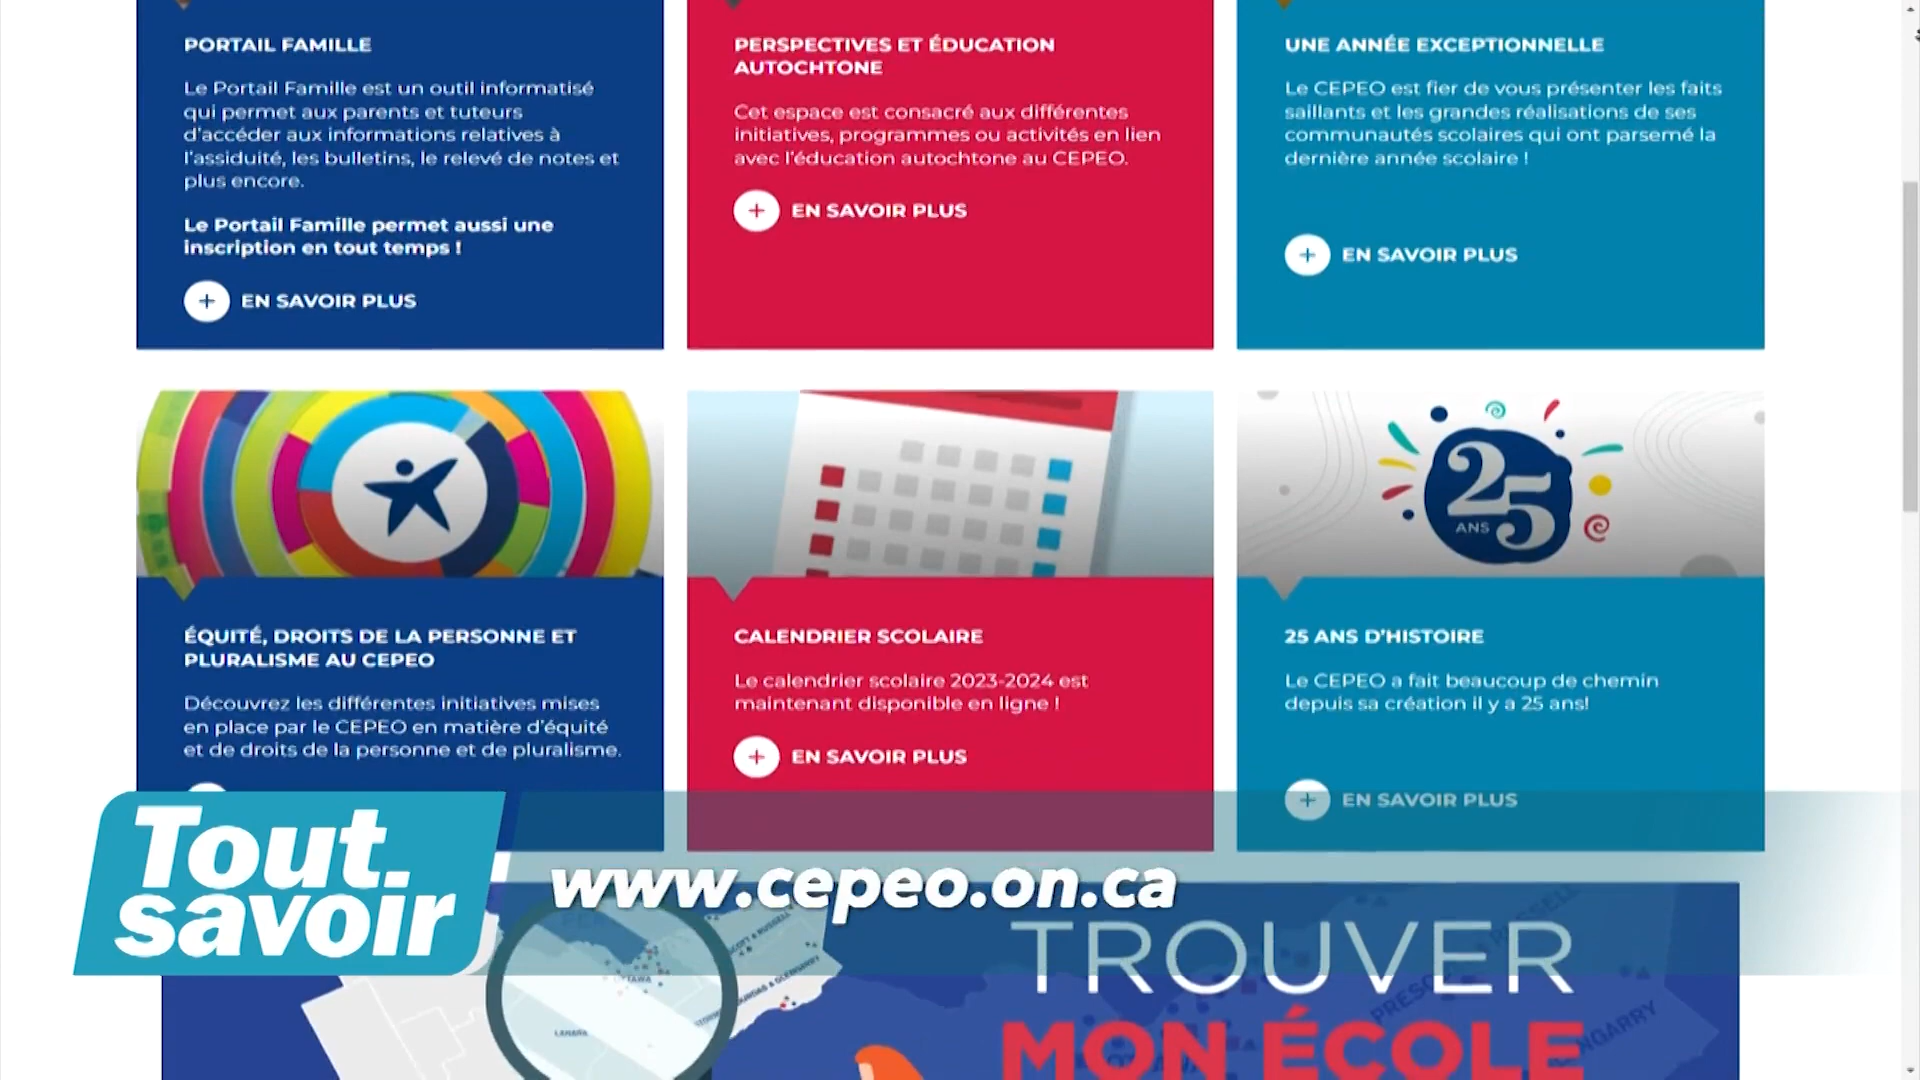 PORTAIL FAMILLE
Le Portail Famille est un outil informatisé
qui permet aux parents et tuteurs
d'accéder aux informations relatives à
l'assiduité, les bulletins, le relevé de notes et
plus encore.
Le Portail Famille permet aussi une
inscription en tout temps !
EN SAVOIR PLUS
PERSPECTIVES ET ÉDUCATION
AUTOCHTONE
Cet espace est consacré aux différentes
initiatives, programmes ou activités en lien
avec l'éducation autochtone au CEPEO.
EN SAVOIR PLUS
UNE ANNÉE EXCEPTIONNELLE
Le CEPEO est fier de vous présenter les faits
saillants et les grandes réalisations de ses
communautés scolaires qui ont parsemé la
dernière année scolaire !
EN SAVOIR PLUS
ÉQUITÉ, DROITS DE LA PERSONNE ET
PLURALISME AU CEPEO
Découvrez les différentes initiatives mises
en place par le CEPEO en matière d'équité
et de droits de la personne et de pluralisme.
CALENDRIER SCOLAIRE
Le calendrier scolaire 2023-2024 est
maintenant disponible en ligne !
EN SAVOIR PLUS
25
ANS
25 ANS D'HISTOIRE
Le CEPEO a fait beaucoup de chemin
depuis sa création il y a 25 ans!
EN SAVOIR PLUS
Tout
savoir
www.cepeo.on.ca
TROUVER
MON ÉCOLE